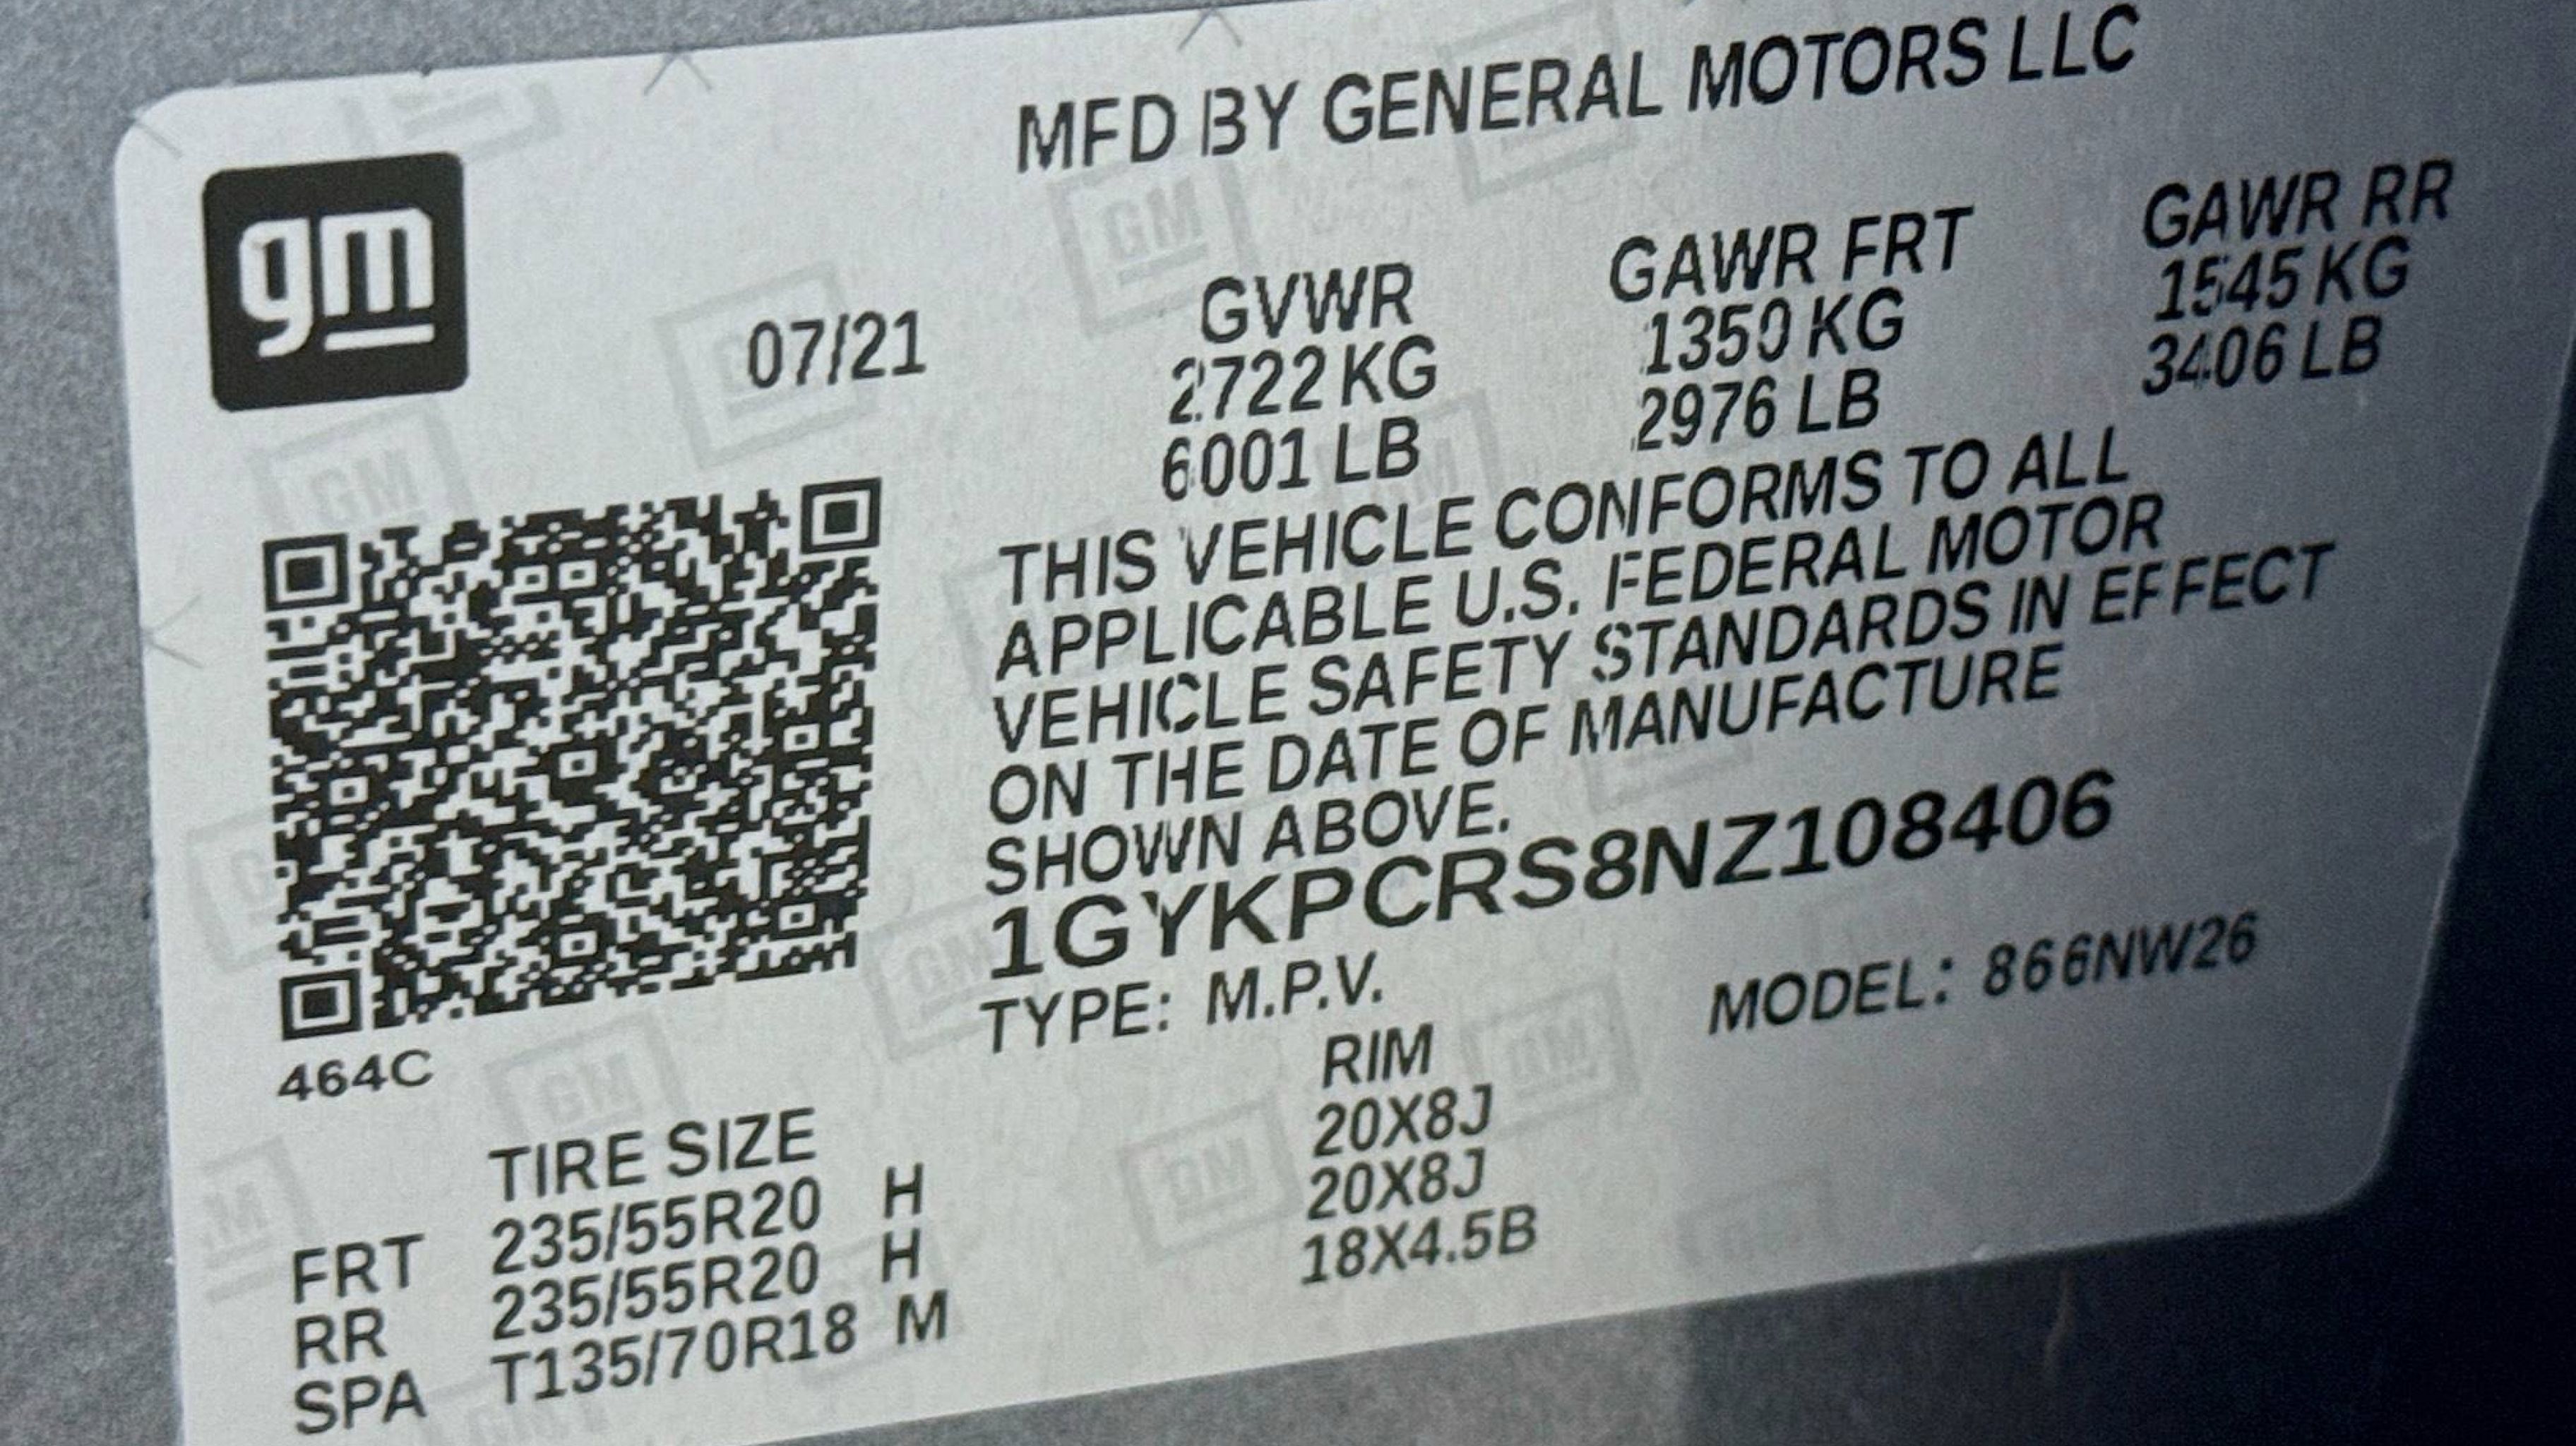 MFD BY GENERAL MOTORS LLC
gm
07/21
GVWR GAWR FRT GAWR RR
2722 KG 1350 KG 1545 KG
6001 LB 2976 LB 3406 LB
THIS VEHICLE CONFORMS TO ALL
APPLICABLE U.S. FEDERAL MOTOR
VEHICLE SAFETY STANDARDS IN EFFECT
ON THE DATE OF MANUFACTURE
SHOWN ABOVE.
1GYKPCRS8NZ108406
TYPE: M.P.V. MODEL: 866NW26
464C
TIRE SIZE RIM
FRT 235/55R20 H 20X8J
RR 235/55R20 H 20X8J
SPA T135/70R18 M 18X4.5B